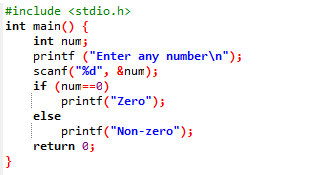 #include <stdio.h>
int main() {
    int num;
    printf ("Enter any number\n");
    scanf("%d", &num);
    if (num==0)
        printf("Zero");
    else
        printf("Non-zero");
    return 0;
}